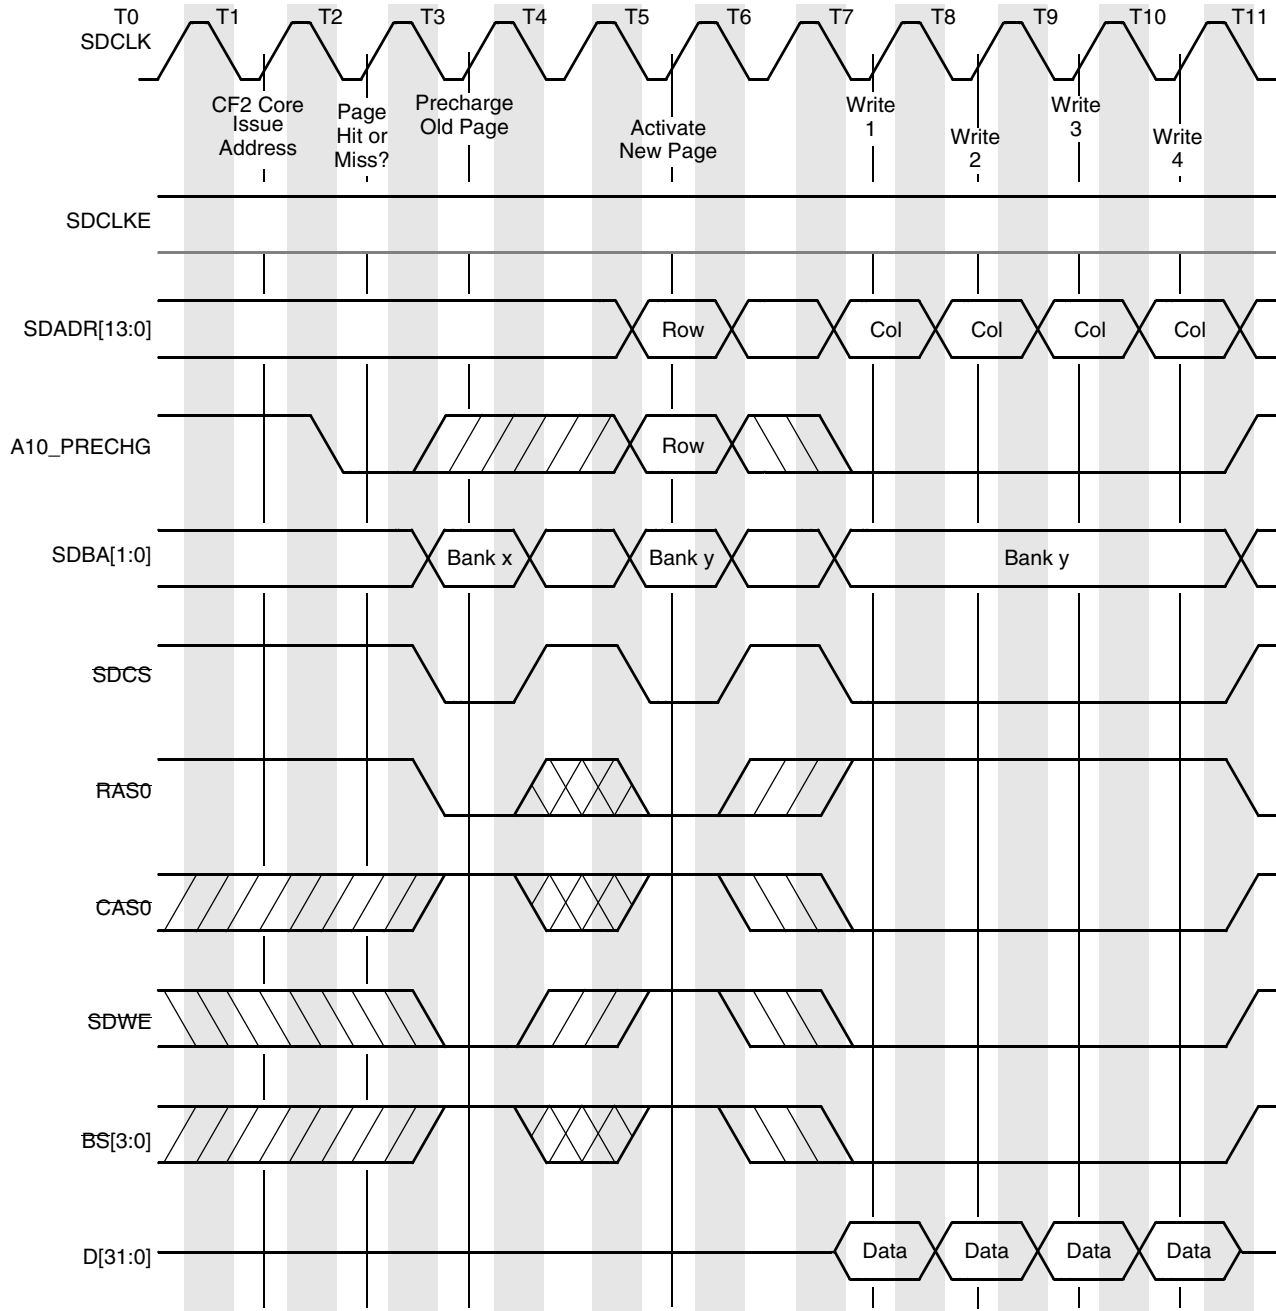 T0 T1 T2 T3 T4 T5 T6 T7 T8 T9 T10 T11
SDCLK
CF2 Core
Issue
Address
Page
Hit or
Miss?
Precharge
Old Page
Activate
New Page
Write
1
Write
2
Write
3
Write
4
SDCLKE
SDADR[13:0]
Row
Col
Col
Col
Col
A10_PRECHG
Row
SDBA[1:0]
Bank x
Bank y
Bank y
SDCS
RAS0
CAS0
SDWE
BS[3:0]
D[31:0]
Data
Data
Data
Data